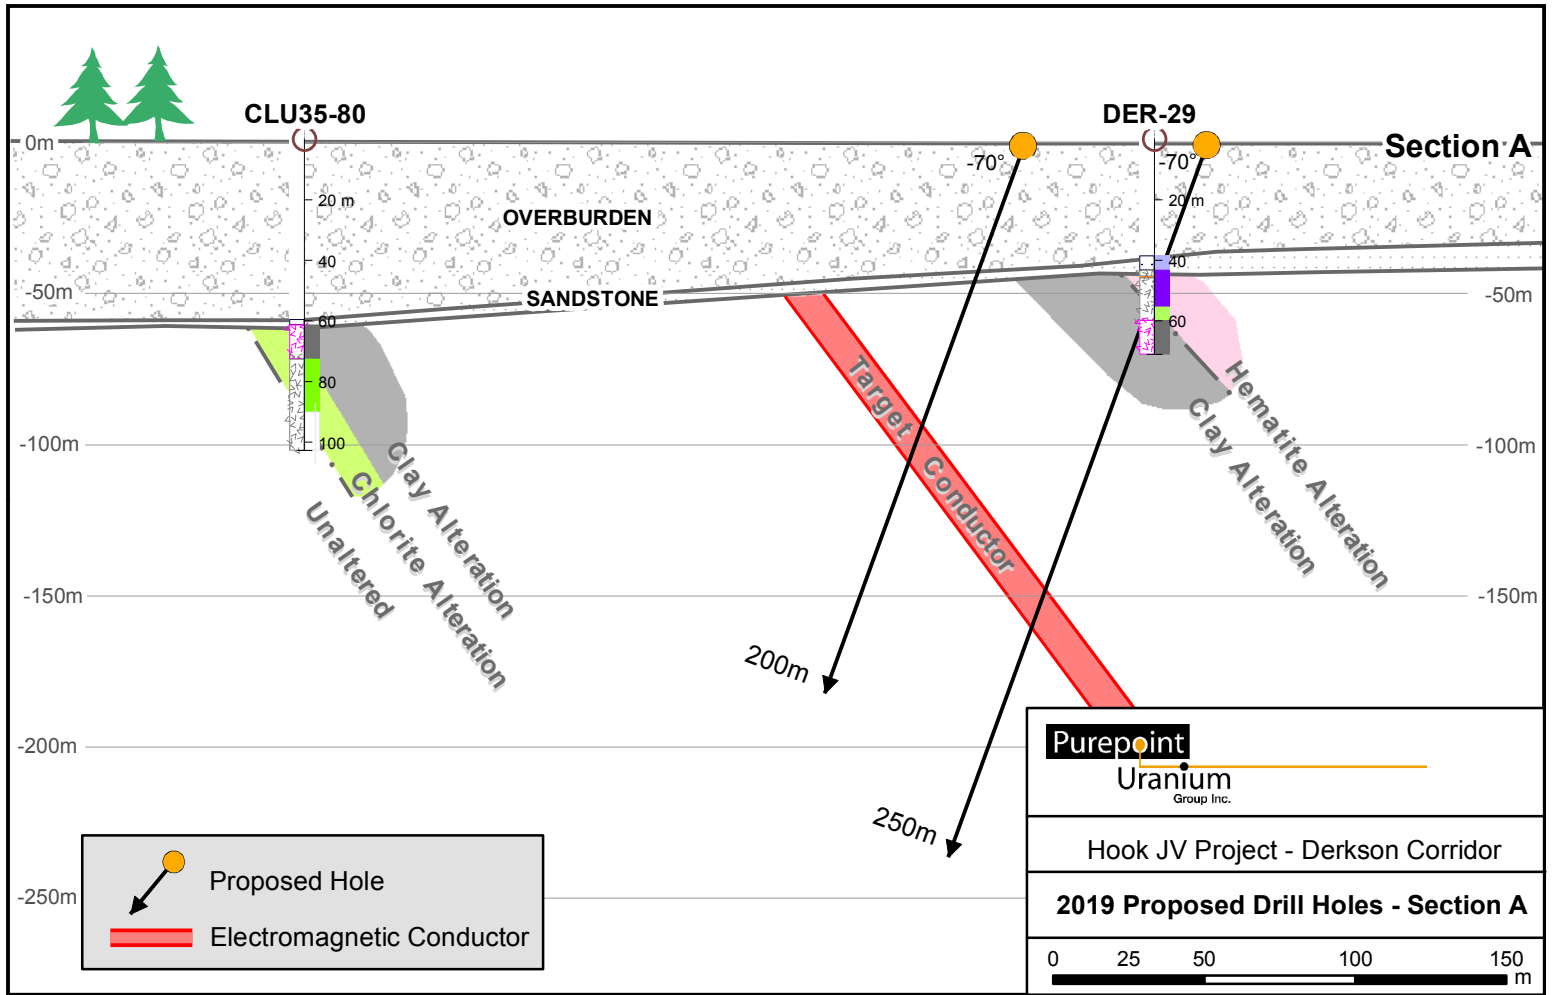 CLU35-80
DER-29
0m
Section A
-70°
-70°
20 m
20 m
OVERBURDEN
40
40
-50m
SANDSTONE
-50m
60
60
80
Target Conductor
Hematite Alteration
Clay Alteration
100
-100m
-100m
Clay Alteration
Chlorite Alteration
Unaltered
-150m
-150m
200m
-200m
250m
-250m
Purepoint
Uranium
Group Inc.
Hook JV Project - Derkson Corridor
2019 Proposed Drill Holes - Section A
0 25 50 100 150
m
Proposed Hole
Electromagnetic Conductor